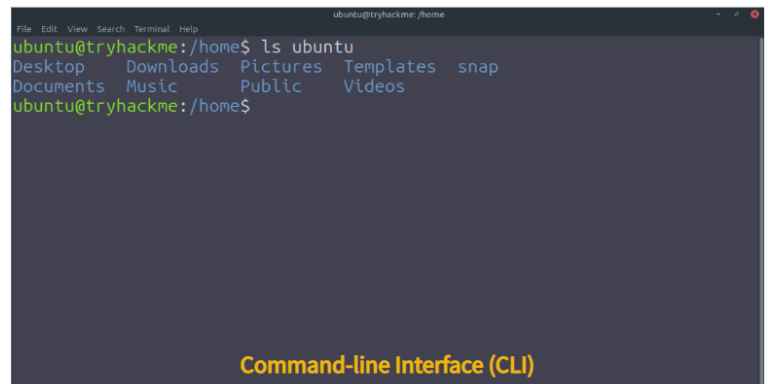 ubuntu@tryhackme: /home
File Edit View Search Terminal Help
ubuntu@tryhackme:/home$ ls ubuntu
Desktop Downloads Pictures Templates snap
Documents Music Public Videos
ubuntu@tryhackme:/home$
Command-line Interface (CLI)